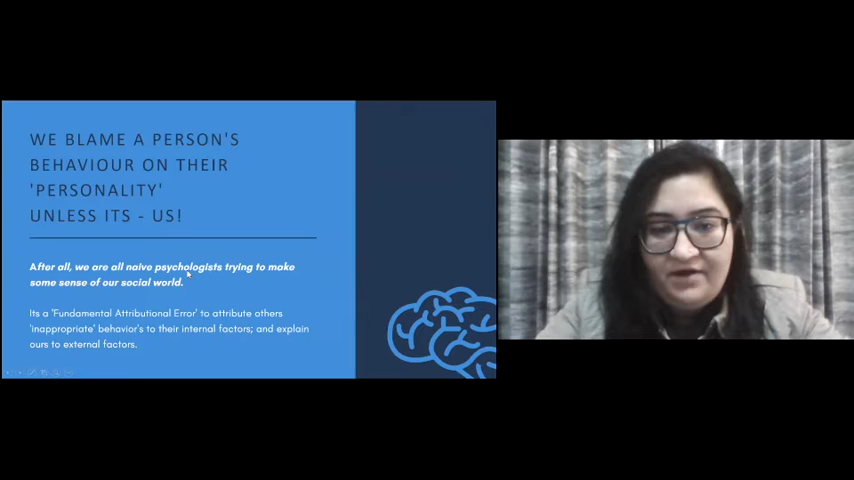 WE BLAME A PERSON'S
BEHAVIOUR ON THEIR
'PERSONALITY'
UNLESS ITS - US!
After all, we are all naive psychologists trying to make
some sense of our social world.
Its a 'Fundamental Attributional Error' to attribute others
'inappropriate' behavior's to their internal factors; and explain
ours to external factors.